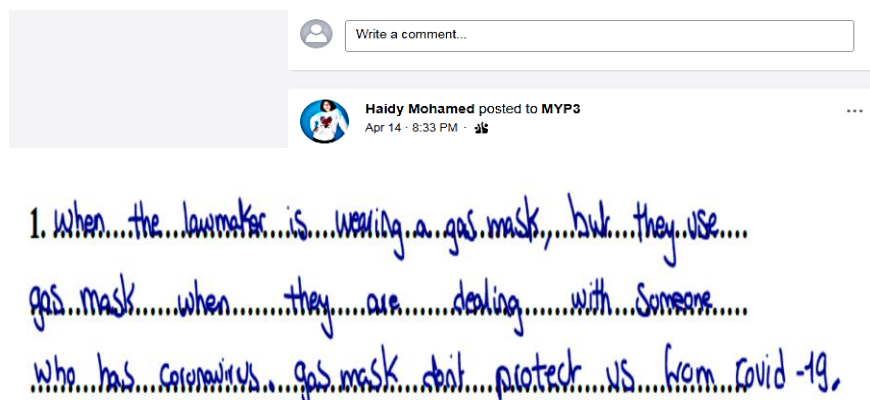 Write a comment...
Haidy Mohamed posted to MYP3
Apr 14 · 8:33 PM ·
1. When the lawmaker is wearing a gas mask, but they use
gas mask when they are dealing with someone
who has coronavirus. gas mask don't protect us from Covid-19.